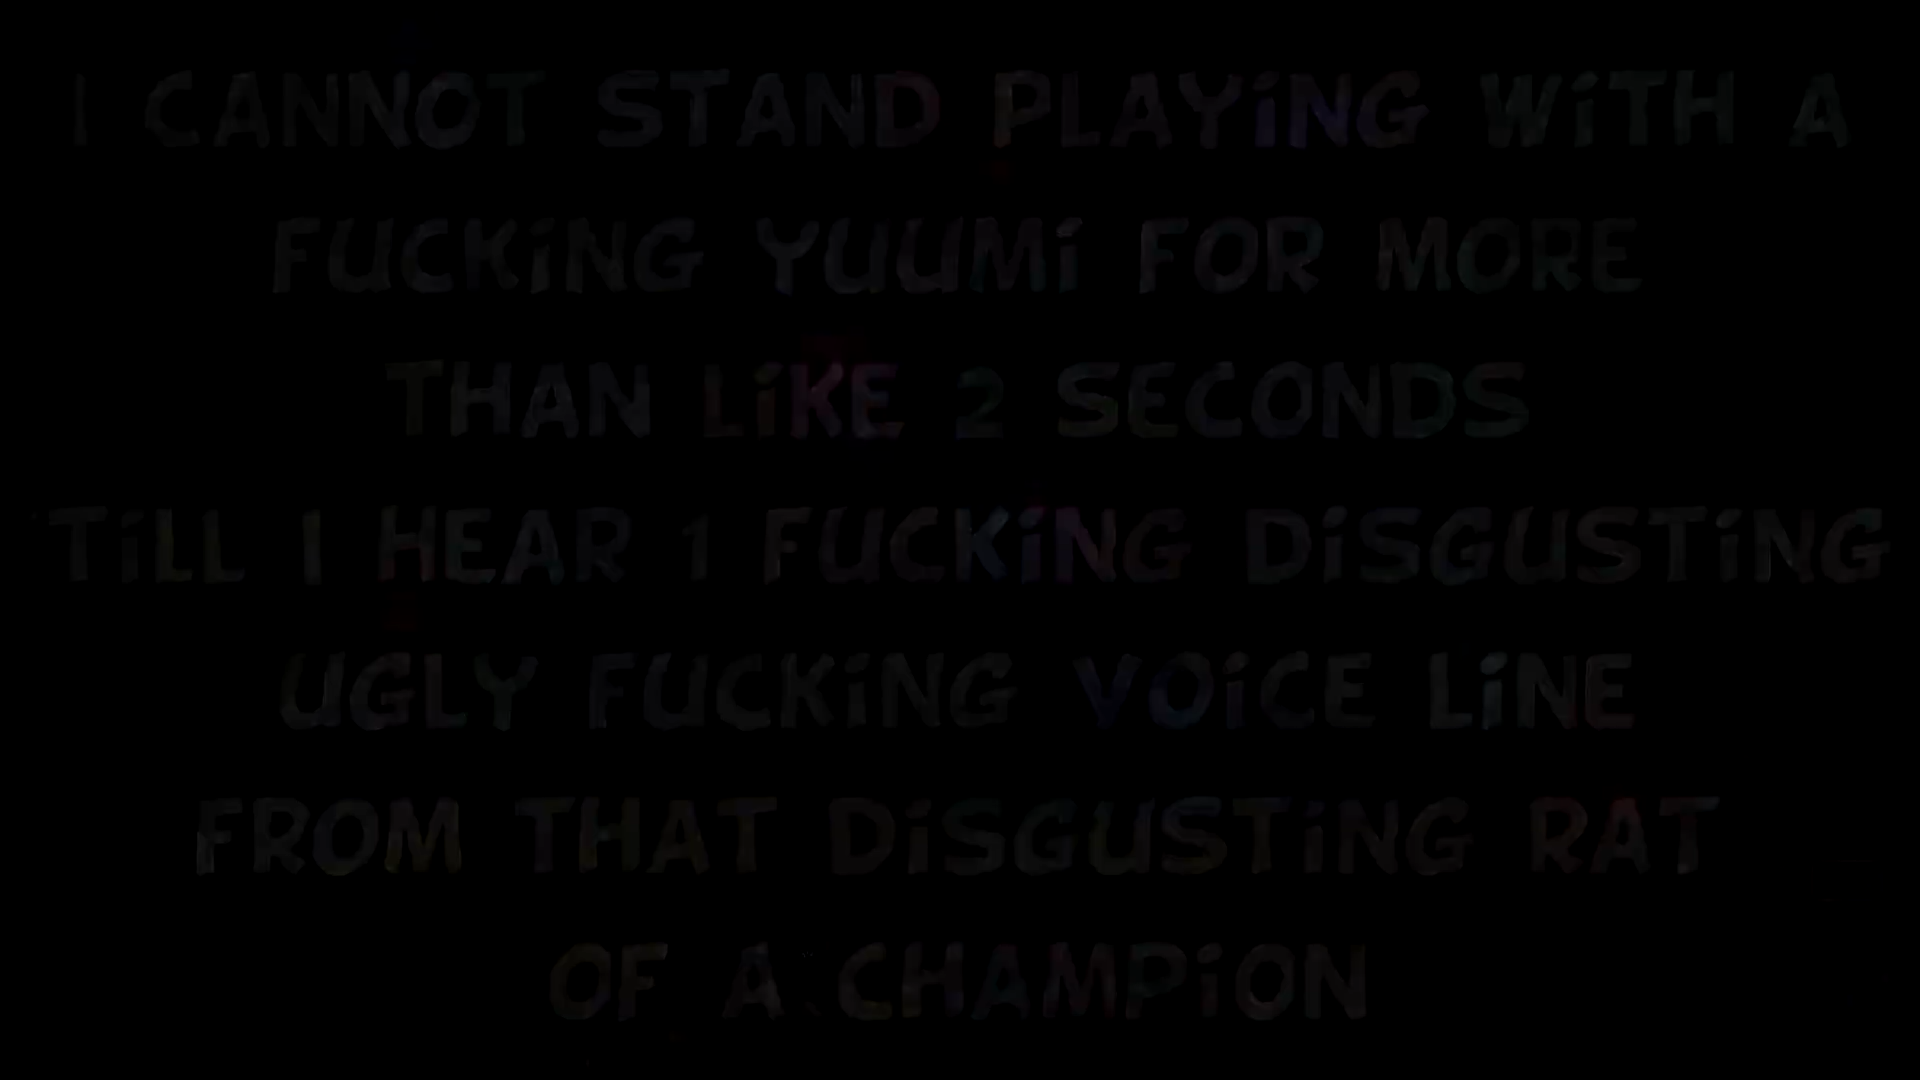 I CANNOT STAND PLAYiNG WiTH A
FUCKiNG YUUMi FOR MORE
THAN LiKE 2 SECONDS
TiLL I HEAR 1 FUCKiNG DiSGUSTiNG
UGLY FUCKiNG VOiCE LiNE
FROM THAT DiSGUSTiNG RAT
OF A CHAMPiON